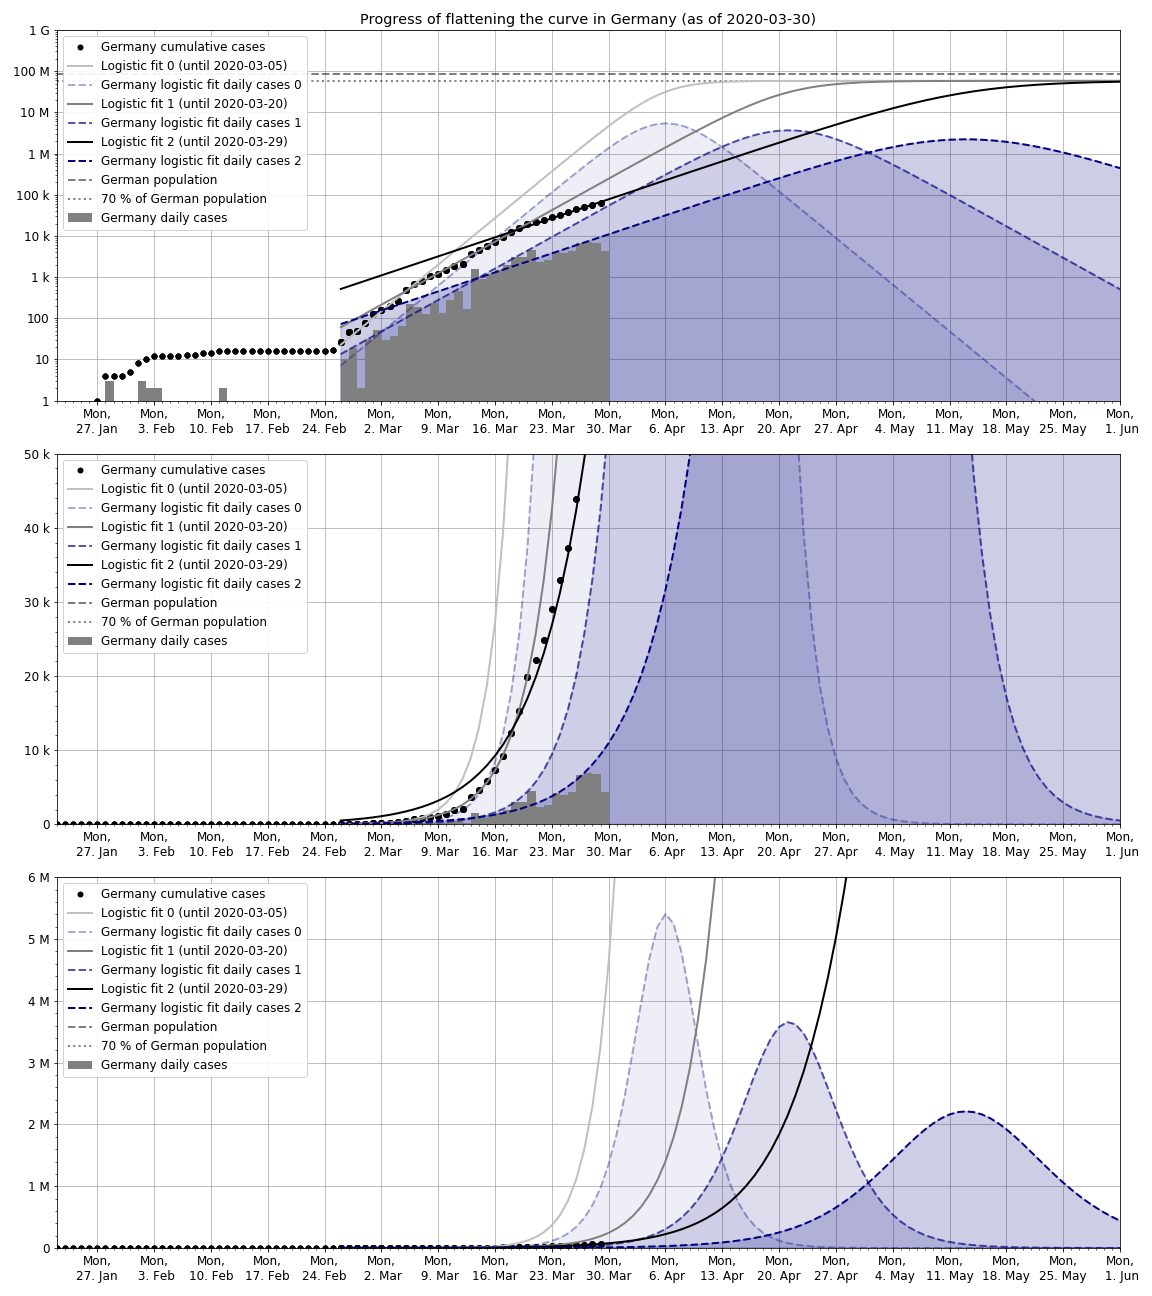 Progress of flattening the curve in Germany (as of 2020-03-30)
1 G
100 M
10 M
1 M
100 k
10 k
1 k
100
10
1
Germany cumulative cases
Logistic fit 0 (until 2020-03-05)
Germany logistic fit daily cases 0
Logistic fit 1 (until 2020-03-20)
Germany logistic fit daily cases 1
Logistic fit 2 (until 2020-03-29)
Germany logistic fit daily cases 2
German population
70 % of German population
Germany daily cases
Mon, Mon, Mon, Mon, Mon, Mon, Mon, Mon, Mon, Mon, Mon, Mon, Mon, Mon, Mon, Mon, Mon, Mon, Mon,
27. Jan 3. Feb 10. Feb 17. Feb 24. Feb 2. Mar 9. Mar 16. Mar 23. Mar 30. Mar 6. Apr 13. Apr 20. Apr 27. Apr 4. May 11. May 18. May 25. May 1. Jun
50 k
40 k
30 k
20 k
10 k
0
Germany cumulative cases
Logistic fit 0 (until 2020-03-05)
Germany logistic fit daily cases 0
Logistic fit 1 (until 2020-03-20)
Germany logistic fit daily cases 1
Logistic fit 2 (until 2020-03-29)
Germany logistic fit daily cases 2
German population
70 % of German population
Germany daily cases
Mon, Mon, Mon, Mon, Mon, Mon, Mon, Mon, Mon, Mon, Mon, Mon, Mon, Mon, Mon, Mon, Mon, Mon, Mon,
27. Jan 3. Feb 10. Feb 17. Feb 24. Feb 2. Mar 9. Mar 16. Mar 23. Mar 30. Mar 6. Apr 13. Apr 20. Apr 27. Apr 4. May 11. May 18. May 25. May 1. Jun
6 M
5 M
4 M
3 M
2 M
1 M
0
Germany cumulative cases
Logistic fit 0 (until 2020-03-05)
Germany logistic fit daily cases 0
Logistic fit 1 (until 2020-03-20)
Germany logistic fit daily cases 1
Logistic fit 2 (until 2020-03-29)
Germany logistic fit daily cases 2
German population
70 % of German population
Germany daily cases
Mon, Mon, Mon, Mon, Mon, Mon, Mon, Mon, Mon, Mon, Mon, Mon, Mon, Mon, Mon, Mon, Mon, Mon, Mon,
27. Jan 3. Feb 10. Feb 17. Feb 24. Feb 2. Mar 9. Mar 16. Mar 23. Mar 30. Mar 6. Apr 13. Apr 20. Apr 27. Apr 4. May 11. May 18. May 25. May 1. Jun